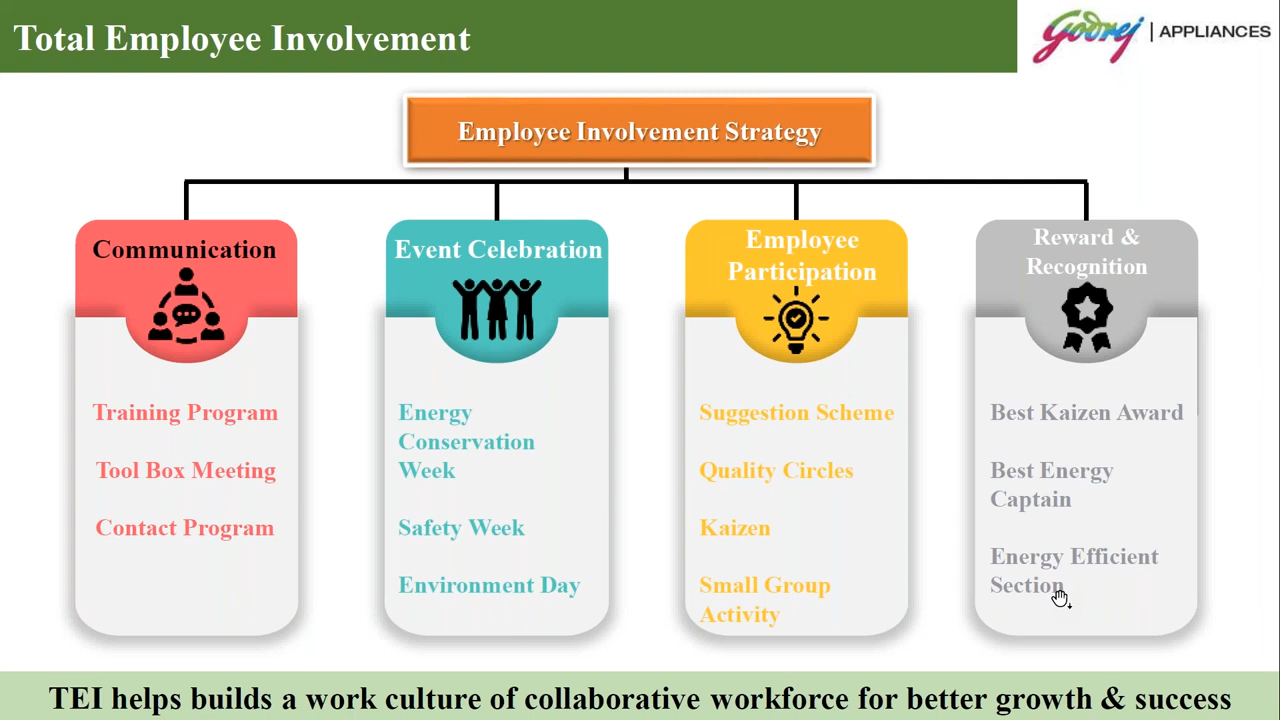 Total Employee Involvement
Godrej | APPLIANCES
Employee Involvement Strategy
Communication
Training Program
Tool Box Meeting
Contact Program
Event Celebration
Energy
Conservation
Week
Safety Week
Environment Day
Employee
Participation
Suggestion Scheme
Quality Circles
Kaizen
Small Group
Activity
Reward &
Recognition
Best Kaizen Award
Best Energy
Captain
Energy Efficient
Section
TEI helps builds a work culture of collaborative workforce for better growth & success